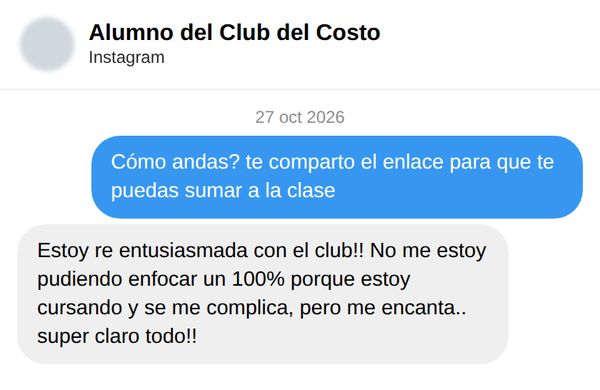 Alumno del Club del Costo
Instagram
27 oct 2026
Cómo andas? te comparto el enlace para que te
puedas sumar a la clase
Estoy re entusiasmada con el club!! No me estoy
pudiendo enfocar un 100% porque estoy
cursando y se me complica, pero me encanta..
super claro todo!!